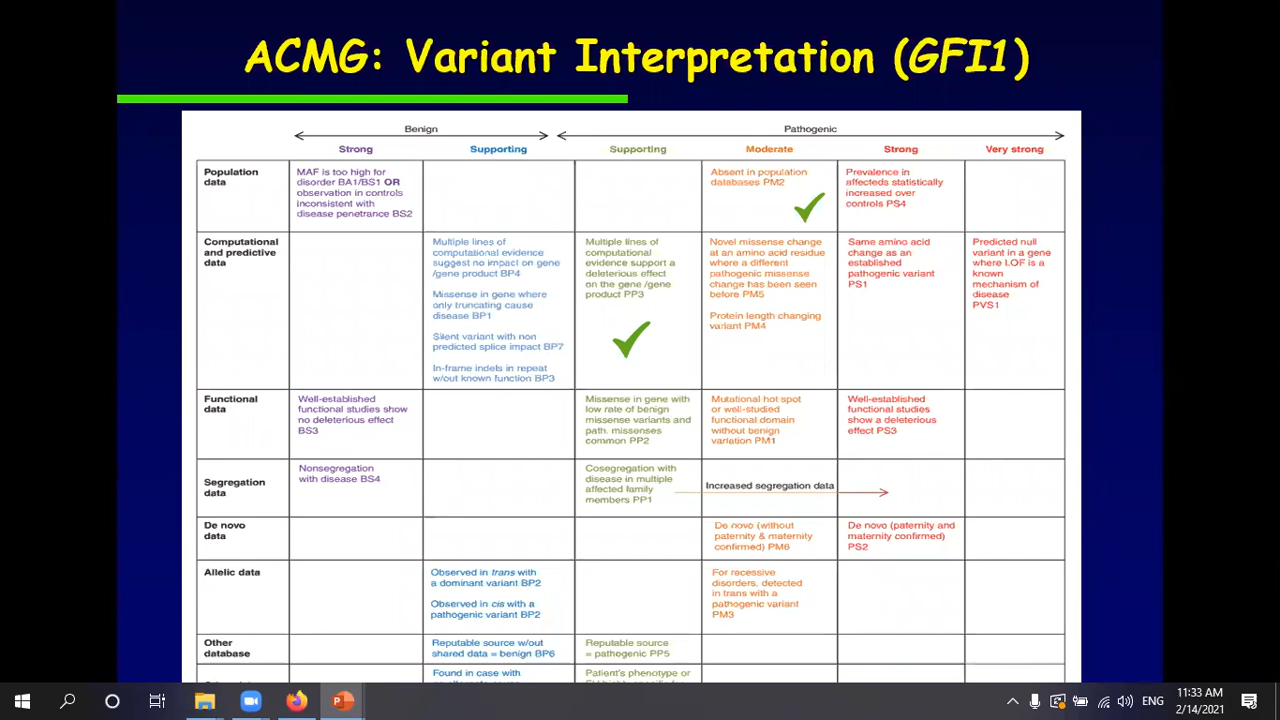 ACMG: Variant Interpretation (GFI1)
Benign
Pathogenic
Strong
Supporting
Supporting
Moderate
Strong
Very strong
Population
data
MAF is too high for
disorder BA1/BS1 OR
observation in controls
inconsistent with
disease penetrance BS2
Absent in population
databases PM2
Prevalence in
affecteds statistically
increased over
controls PS4
Computational
and predictive
data
Multiple lines of
computational evidence
suggest no impact on gene
/gene product BP4
Missense in gene where
only truncating cause
disease BP1
Silent variant with non
predicted splice impact BP7
In-frame indels in repeat
w/out known function BP3
Multiple lines of
computational
evidence support a
deleterious effect
on the gene /gene
product PP3
Novel missense change
at an amino acid residue
where a different
pathogenic missense
change has been seen
before PM5
Protein length changing
variant PM4
Same amino acid
change as an
established
pathogenic variant
PS1
Predicted null
variant in a gene
where LOF is a
known
mechanism of
disease
PVS1
Functional
data
Well-established
functional studies show
no deleterious effect
BS3
Missense in gene with
low rate of benign
missense variants and
path. missenses
common PP2
Mutational hot spot
or well-studied
functional domain
without benign
variation PM1
Well-established
functional studies
show a deleterious
effect PS3
Segregation
data
Nonsegregation
with disease BS4
Cosegregation with
disease in multiple
affected family
members PP1
Increased segregation data
De novo
data
De novo (without
paternity & maternity
confirmed) PM6
De novo (paternity and
maternity confirmed)
PS2
Allelic data
Observed in trans with
a dominant variant BP2
Observed in cis with a
pathogenic variant BP2
For recessive
disorders, detected
in trans with a
pathogenic variant
PM3
Other
database
Reputable source w/out
shared data = benign BP6
Reputable source
= pathogenic PP5
Found in case with
Patient's phenotype or
ENG
11:33 AM
2/14/2021